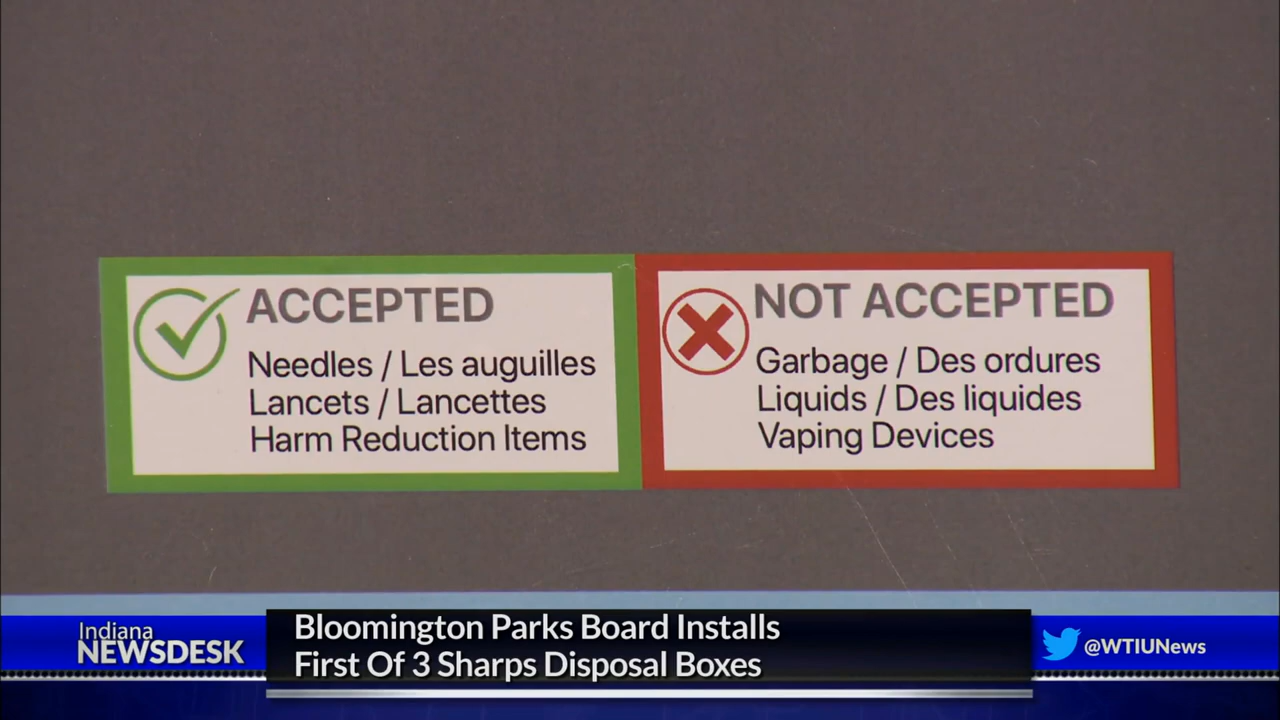 ACCEPTED
Needles / Les auguilles
Lancets / Lancettes
Harm Reduction Items
NOT ACCEPTED
Garbage / Des ordures
Liquids / Des liquides
Vaping Devices
Indiana
NEWSDESK
Bloomington Parks Board Installs
First Of 3 Sharps Disposal Boxes
@WTIUNews